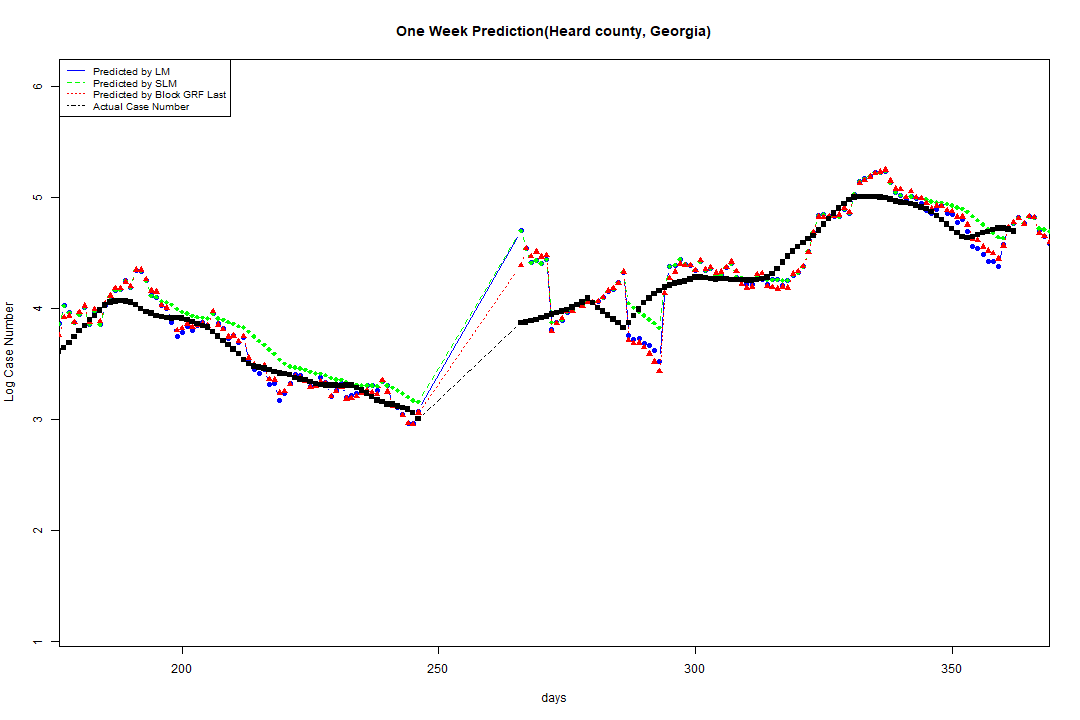 One Week Prediction(Heard county, Georgia)
Predicted by LM
Predicted by SLM
Predicted by Block GRF Last
Actual Case Number
6
5
4
3
2
1
Log Case Number
200
250
300
350
days